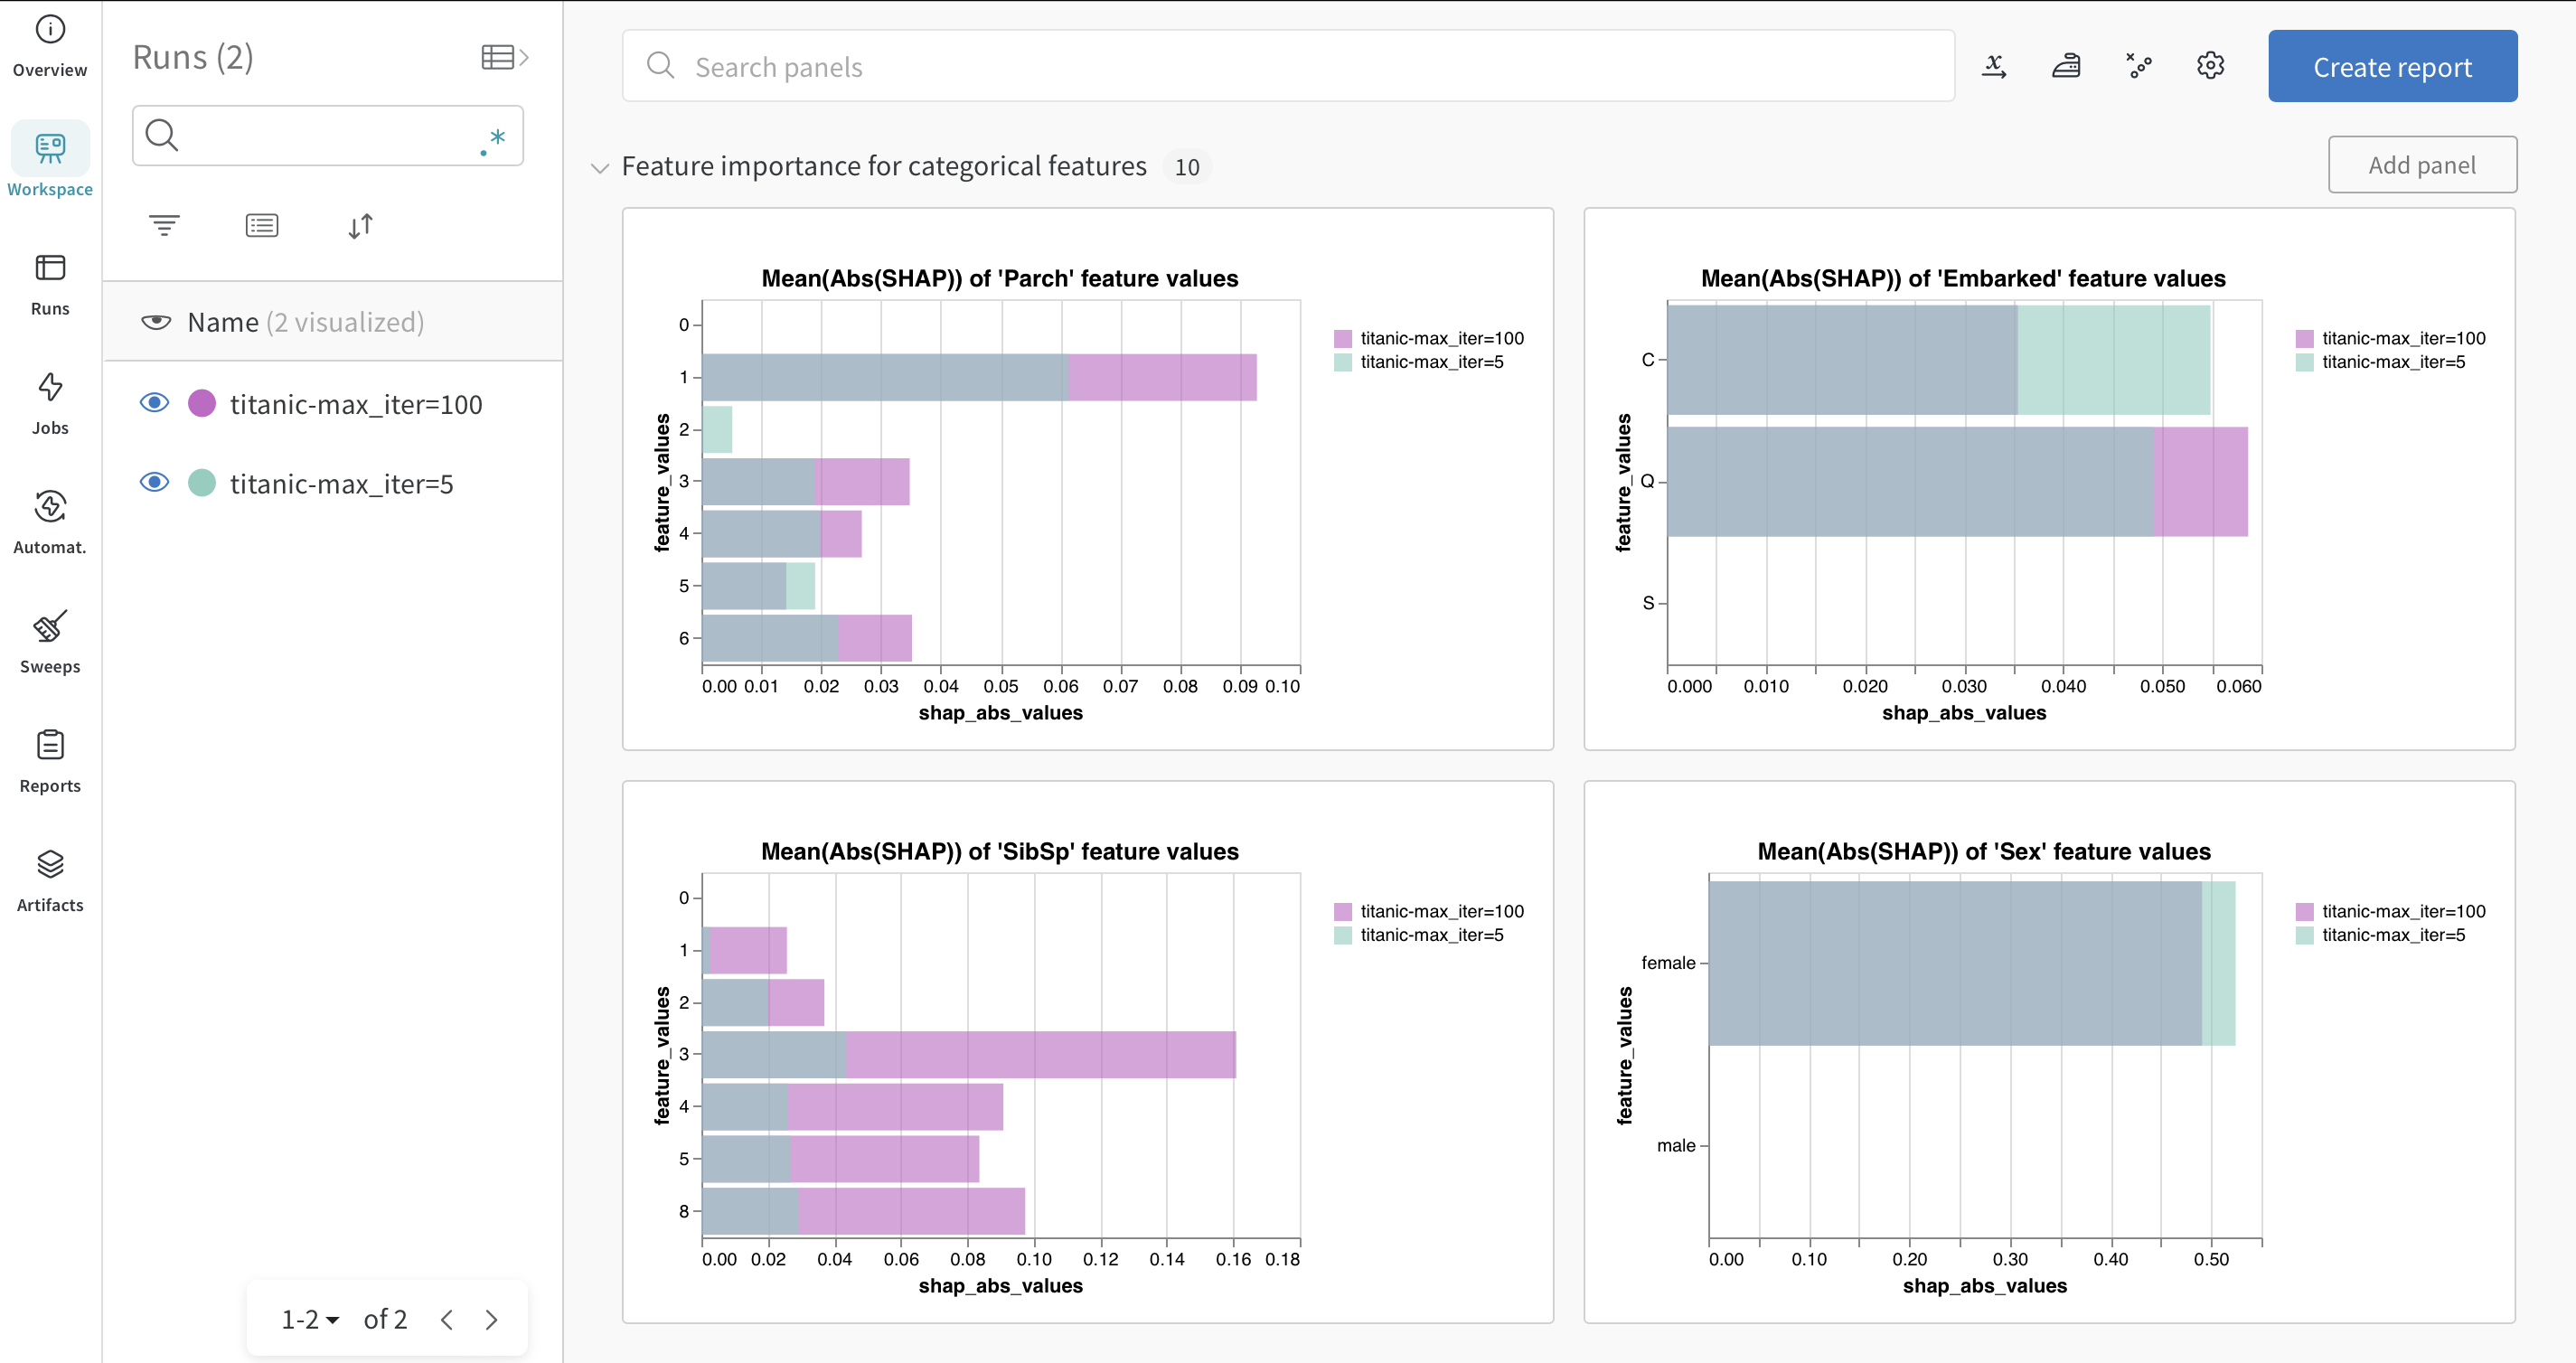 Overview
Workspace
Runs
Jobs
Automat.
Sweeps
Reports
Artifacts
Runs (2)
.*
Name (2 visualized)
titanic-max_iter=100
titanic-max_iter=5
1-2 of 2
Search panels
Create report
Feature importance for categorical features 10
Add panel
Mean(Abs(SHAP)) of 'Parch' feature values
feature_values
0
1
2
3
4
5
6
0.00 0.01 0.02 0.03 0.04 0.05 0.06 0.07 0.08 0.09 0.10
shap_abs_values
titanic-max_iter=100
titanic-max_iter=5
Mean(Abs(SHAP)) of 'Embarked' feature values
feature_values
C
Q
S
0.000 0.010 0.020 0.030 0.040 0.050 0.060
shap_abs_values
titanic-max_iter=100
titanic-max_iter=5
Mean(Abs(SHAP)) of 'SibSp' feature values
feature_values
0
1
2
3
4
5
8
0.00 0.02 0.04 0.06 0.08 0.10 0.12 0.14 0.16 0.18
shap_abs_values
titanic-max_iter=100
titanic-max_iter=5
Mean(Abs(SHAP)) of 'Sex' feature values
feature_values
female
male
0.00 0.10 0.20 0.30 0.40 0.50
shap_abs_values
titanic-max_iter=100
titanic-max_iter=5